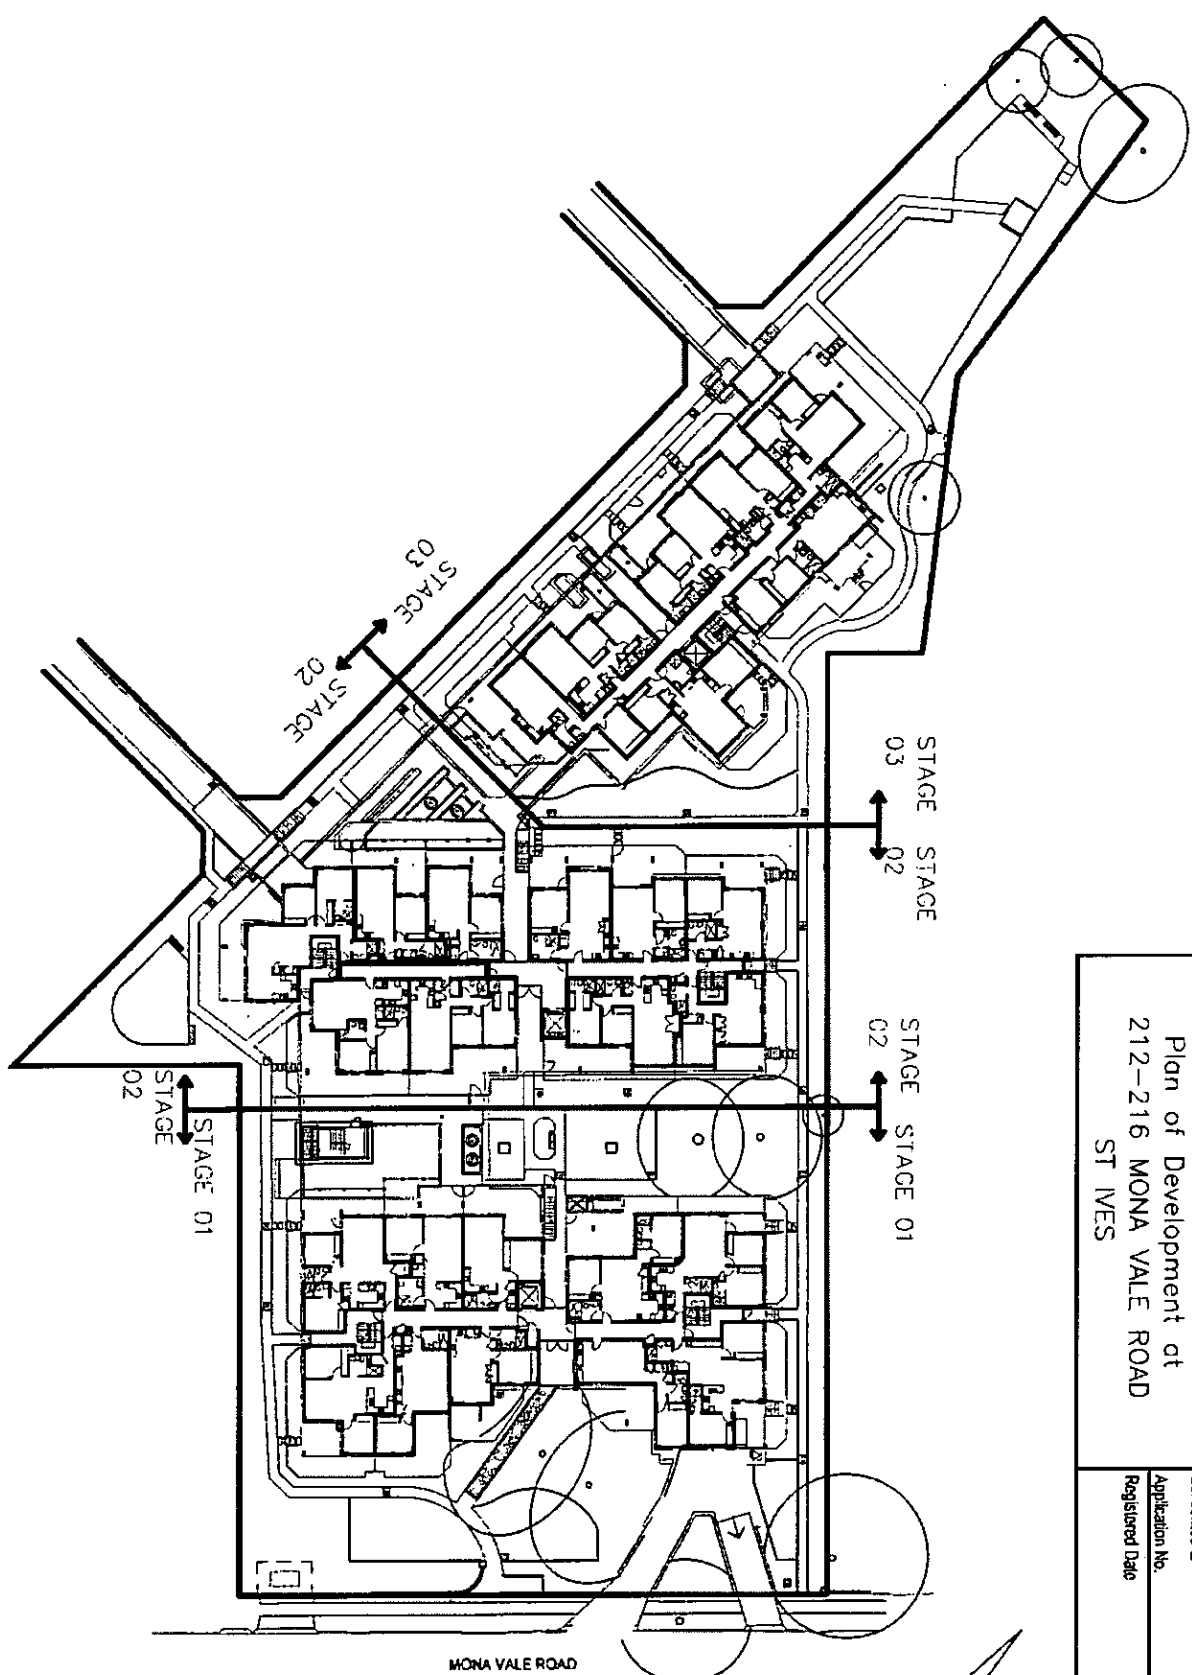 Plan of Development at
212-216 MONA VALE ROAD
ST IVES
Application No.
Registered Date
STAGE
03
STAGE
02
STAGE
03
STAGE
02
STAGE
02
STAGE 01
STAGE
02
STAGE 01
MONA VALE ROAD